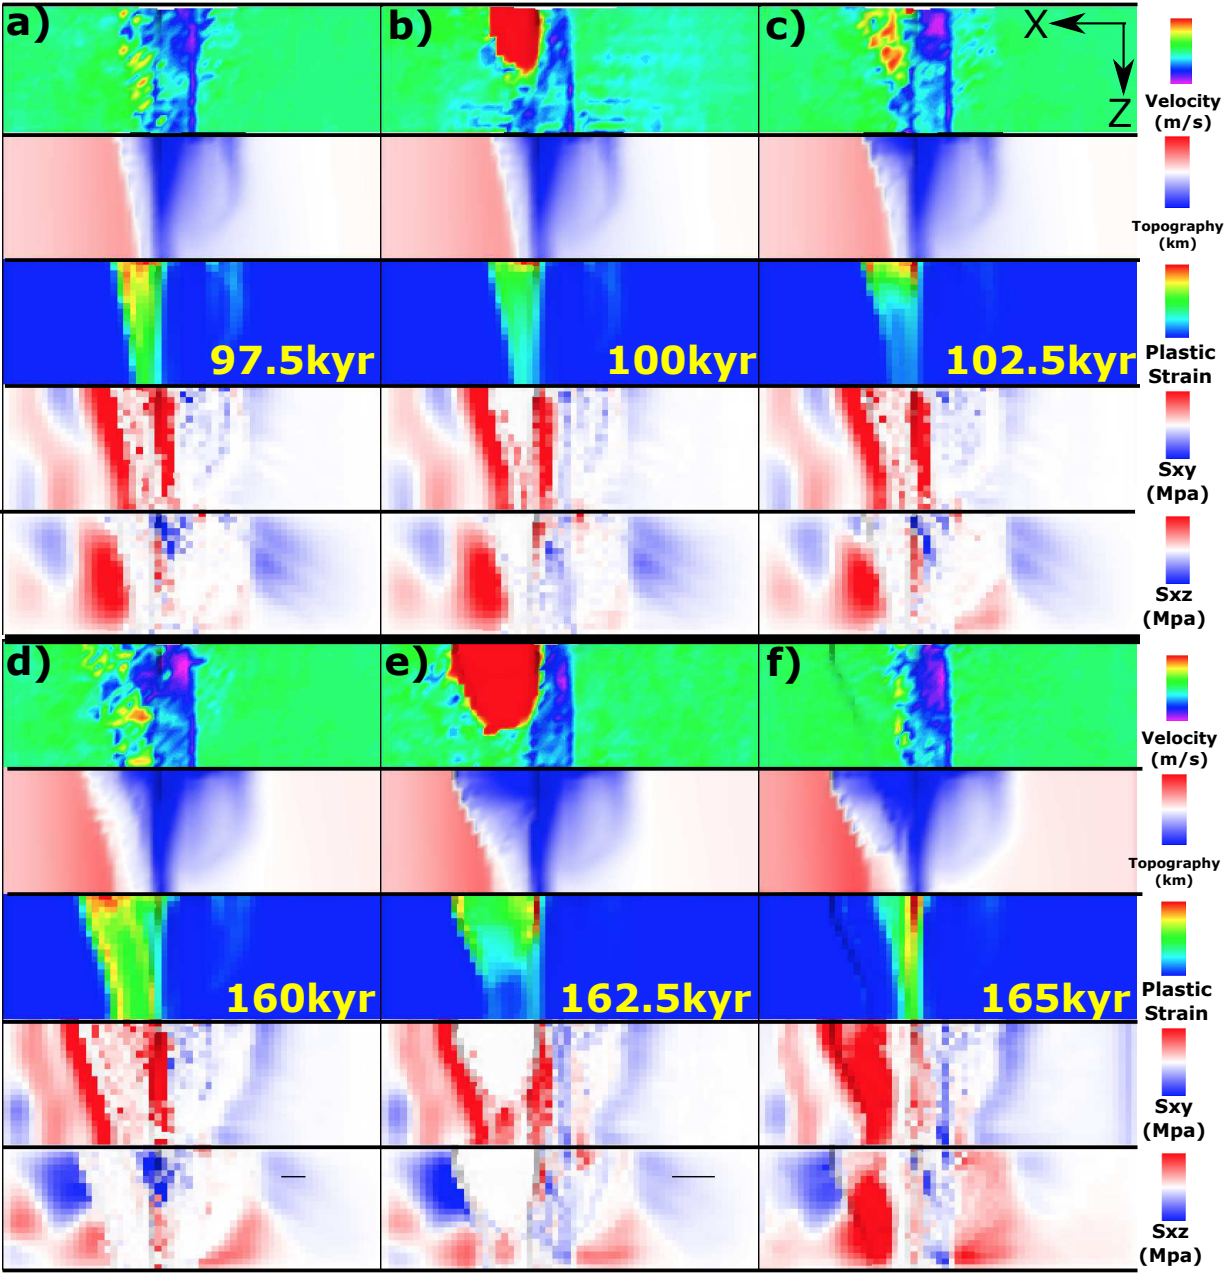 a)
b)
c)
X
Z
Velocity
(m/s)
Topography
(km)
97.5kyr
100kyr
102.5kyr
Plastic
Strain
Sxy
(Mpa)
Sxz
(Mpa)
d)
e)
f)
Velocity
(m/s)
Topography
(km)
160kyr
162.5kyr
165kyr
Plastic
Strain
Sxy
(Mpa)
Sxz
(Mpa)